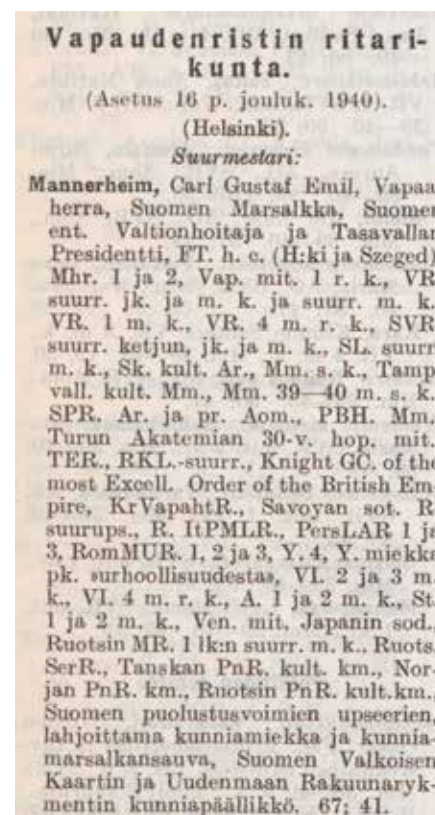 Vapaudenristin ritari-
kunta.
(Asetus 16 p. jouluk. 1940).
(Helsinki).
Suurmestari:
Mannerheim, Carl Gustaf Emil, Vapaa
herra, Suomen Marsalkka, Suomen
ent. Valtionhoitaja ja Tasavallan
Presidentti, FT. h. c. (H:ki ja Szeged)
Mhr. 1 ja 2, Vap. mit. 1 r. k., VR
suurr. jk. ja m. k. ja suurr. m. k.
VR. 1 m. k., VR. 4 m. r. k., SVR
suurr. ketjun, jk. ja m. k., SL. suurr
m. k., Sk. kult. Ar., Mm. s. k., Tamp
vall. kult. Mm., Mm. 39—40 m. s. k.
SPR. Ar. ja pr. Aom., PBH. Mm.
Turun Akatemian 30-v. hop. mit.
TER., RKL.-suurr., Knight GC. of the
most Excell. Order of the British Em-
pire, KrVapahtR., Savoyan sot. R
suurups., R. ItPMLR., PersLAR 1 ja
3, RomMUR. 1, 2 ja 3, Y. 4, Y. miekka
pk. »urhoollisuudesta», Vl. 2 ja 3 m.
k., Vl. 4 m. r. k., A. 1 ja 2 m. k., St.
1 ja 2 m. k., Ven. mit. Japanin sod.,
Ruotsin MR. 1 lk:n suurr. m. k., Ruots.
SerR., Tanskan PnR. kult. km., Nor-
jan PnR. km., Ruotsin PnR. kult.km.,
Suomen puolustusvoimien upseerien,
lahjoittama kunniamiekka ja kunnia-
marsalkansauva, Suomen Valkoisen
Kaartin ja Uudenmaan Rakuunaryk-
mentin kunniapäällikkö. 67; 41.